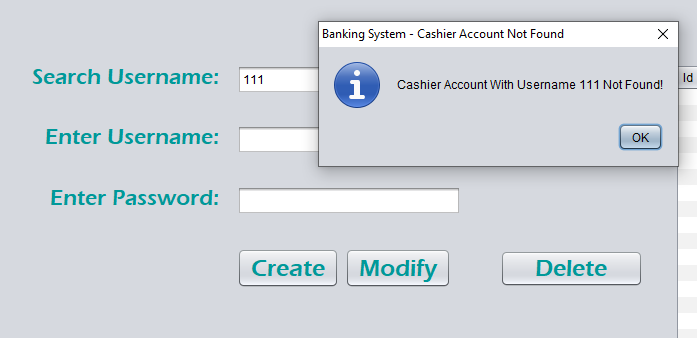 Banking System - Cashier Account Not Found
Search Username:
111
Cashier Account With Username 111 Not Found!
Id
OK
Enter Username:
Enter Password:
Create
Modify
Delete